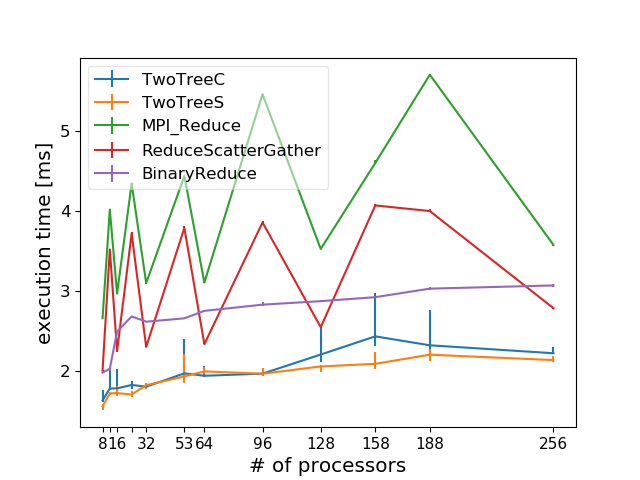 TwoTreeC
TwoTreeS
MPI_Reduce
ReduceScatterGather
BinaryReduce
execution time [ms]
5
4
3
2
8 16 32 53 64 96 128 158 188 256
# of processors